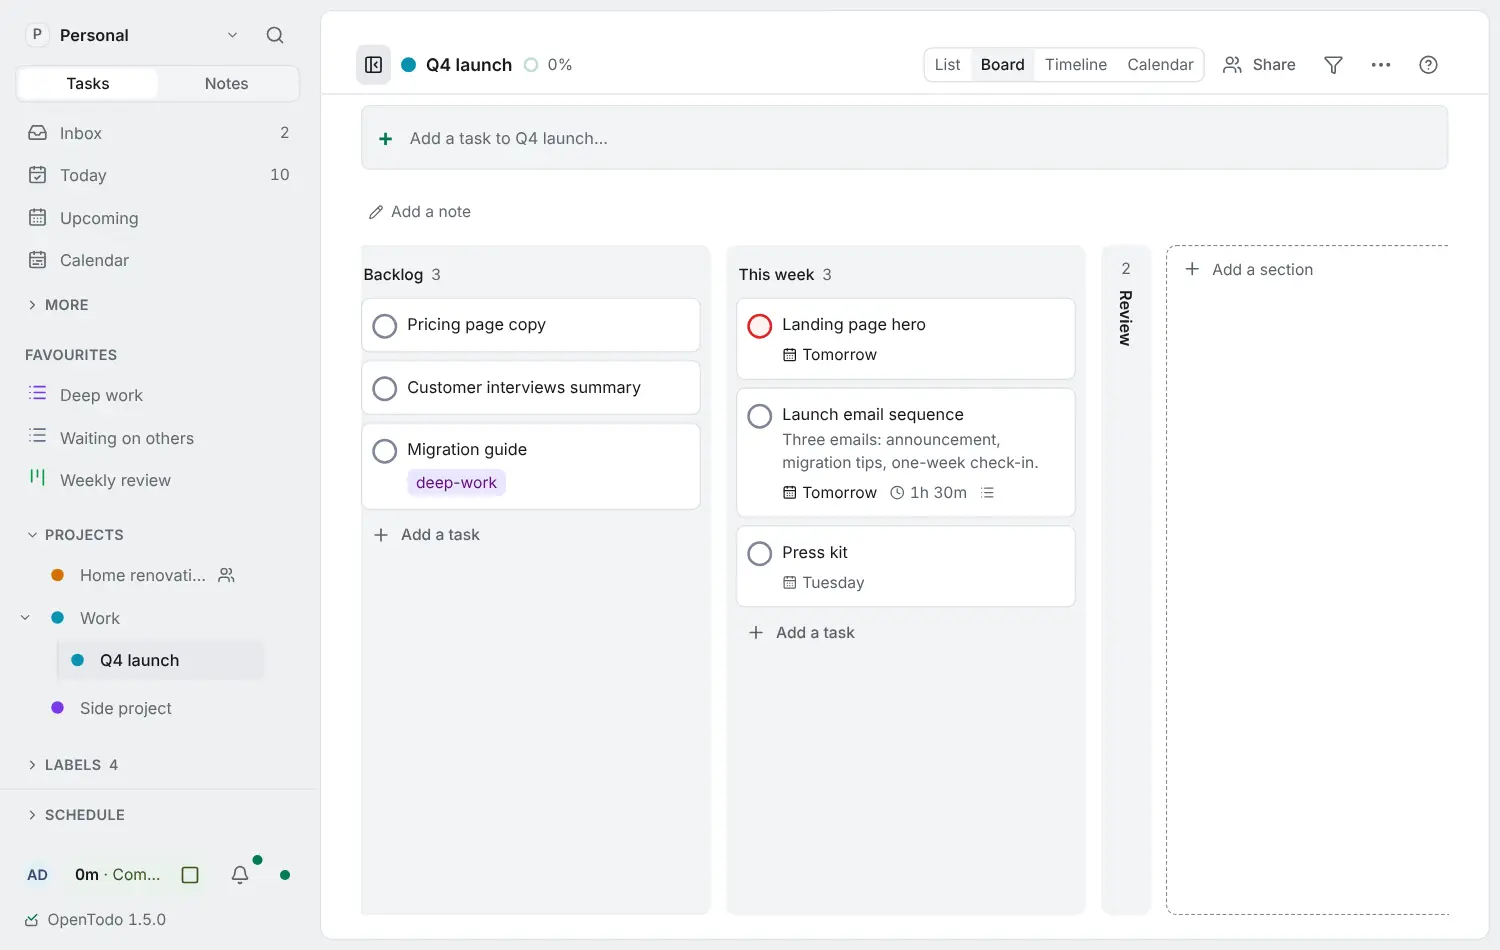 P Personal
Tasks Notes
Inbox 2
Today 10
Upcoming
Calendar
MORE
FAVOURITES
Deep work
Waiting on others
Weekly review
PROJECTS
Home renovati...
Work
Q4 launch
Side project
LABELS 4
SCHEDULE
AD 0m · Com...
OpenTodo 1.5.0
Q4 launch 0%
List Board Timeline Calendar Share
Add a task to Q4 launch...
Add a note
Backlog 3
Pricing page copy
Customer interviews summary
Migration guide
deep-work
Add a task
This week 3
Landing page hero
Tomorrow
Launch email sequence
Three emails: announcement,
migration tips, one-week check-in.
Tomorrow 1h 30m
Press kit
Tuesday
Add a task
2
Review
Add a section